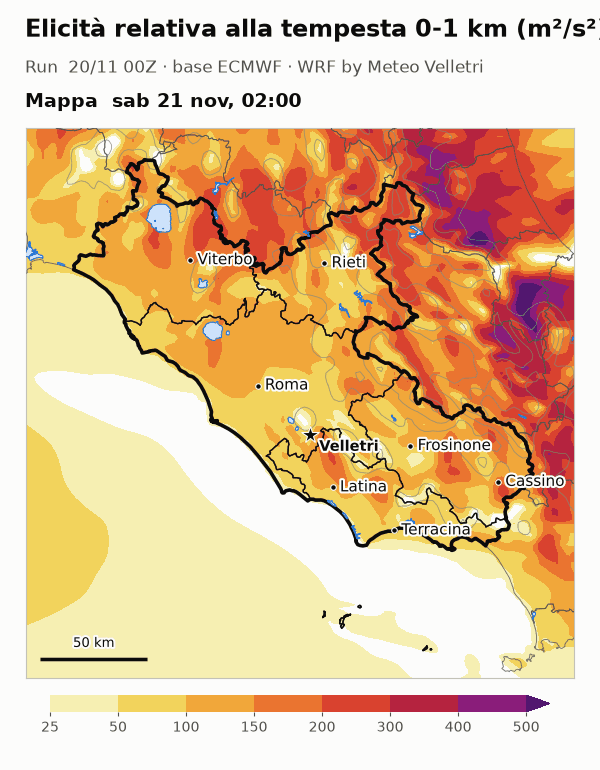 Elicità relativa alla tempesta 0-1 km (m²/s²)
Run  20/11 00Z · base ECMWF · WRF by Meteo Velletri
Mappa  sab 21 nov, 02:00
Viterbo
Rieti
Roma
Velletri
Frosinone
Cassino
Latina
Terracina
50 km
25 50 100 150 200 300 400 500